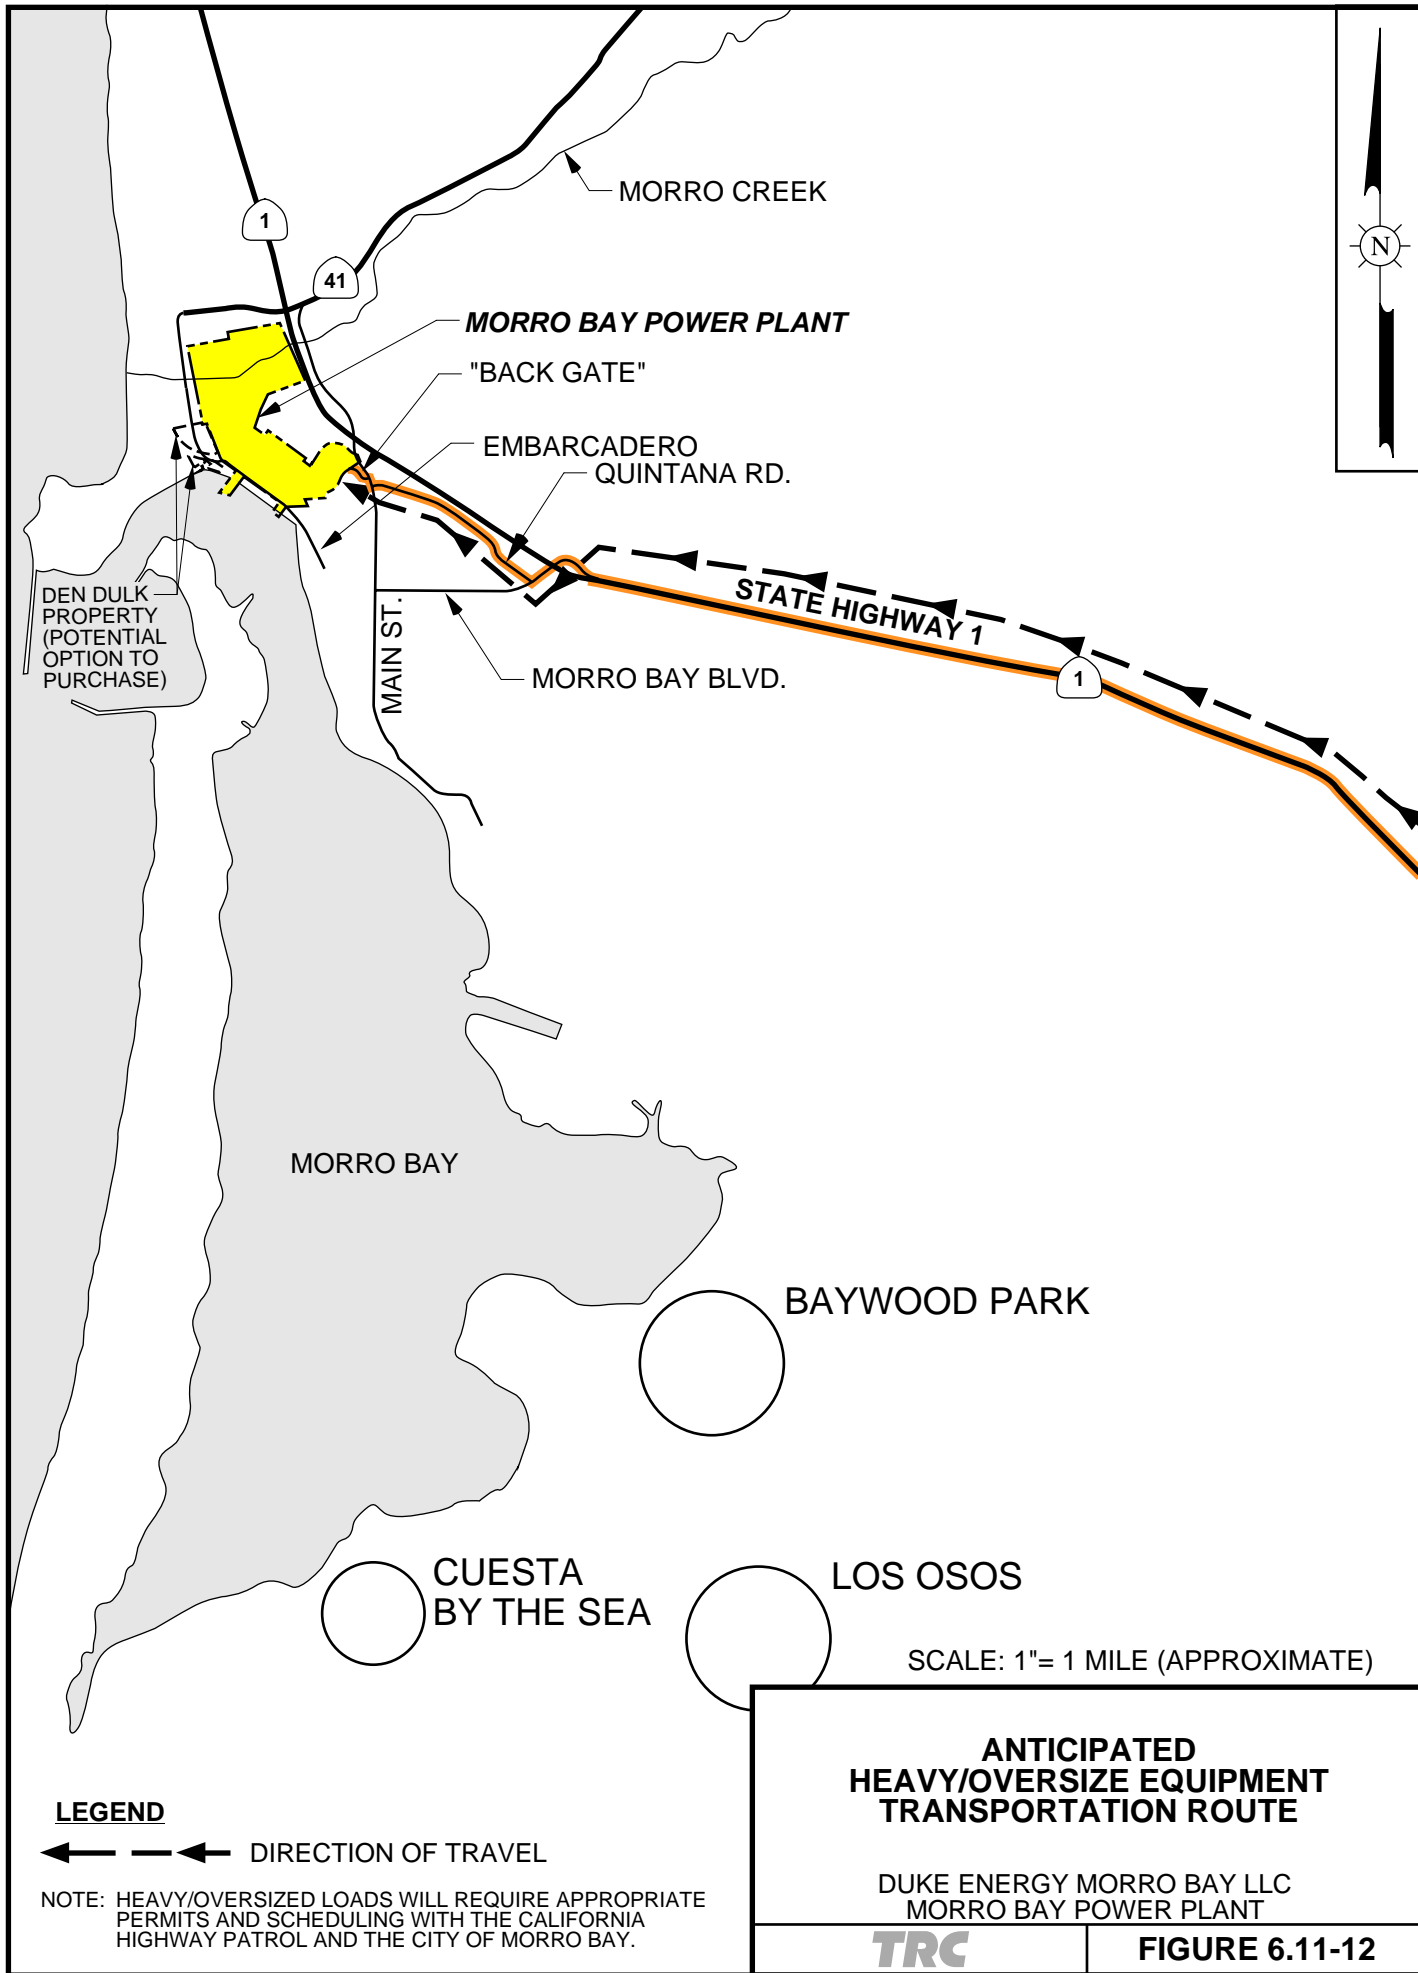 MORRO CREEK
1
41
N
MORRO BAY POWER PLANT
"BACK GATE"
EMBARCADERO
QUINTANA RD.
STATE HIGHWAY 1
DEN DULK
PROPERTY
(POTENTIAL
OPTION TO
PURCHASE)
MAIN ST.
MORRO BAY BLVD.
1
MORRO BAY
BAYWOOD PARK
CUESTA
BY THE SEA
LOS OSOS
SCALE: 1"= 1 MILE (APPROXIMATE)
LEGEND
DIRECTION OF TRAVEL
NOTE: HEAVY/OVERSIZED LOADS WILL REQUIRE APPROPRIATE
PERMITS AND SCHEDULING WITH THE CALIFORNIA
HIGHWAY PATROL AND THE CITY OF MORRO BAY.
ANTICIPATED
HEAVY/OVERSIZE EQUIPMENT
TRANSPORTATION ROUTE
DUKE ENERGY MORRO BAY LLC
MORRO BAY POWER PLANT
TRC
FIGURE 6.11-12